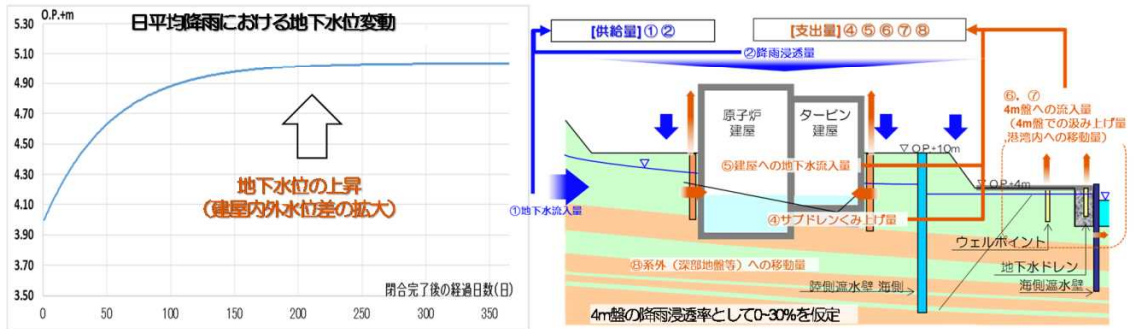 O.P.+m
日平均降雨における地下水位変動
5.30
5.10
4.90
4.70
4.50
4.30
4.10
3.90
3.70
3.50
地下水位の上昇
(建屋内外水位差の拡大)
閉合完了後の経過日数(日)
0
50
100
150
200
250
300
350
[供給量]①②
[支出量]④⑤⑥⑦⑧
②降雨浸透量
原子炉
建屋
タービン
建屋
⑥，⑦
4m盤への流入量
(4m盤での汲み上げ量
港湾内への移動量)
▽O.P.+10m
⑤建屋への地下水流入量
▽O.P.+4m
①地下水流入量
④サブドレンくみ上げ量
ウェルポイント
地下水ドレン
⑧系外（深部地盤等）への移動量
陸側遮水壁 海側
海側遮水壁
4m盤の降雨浸透率として0~30%を仮定